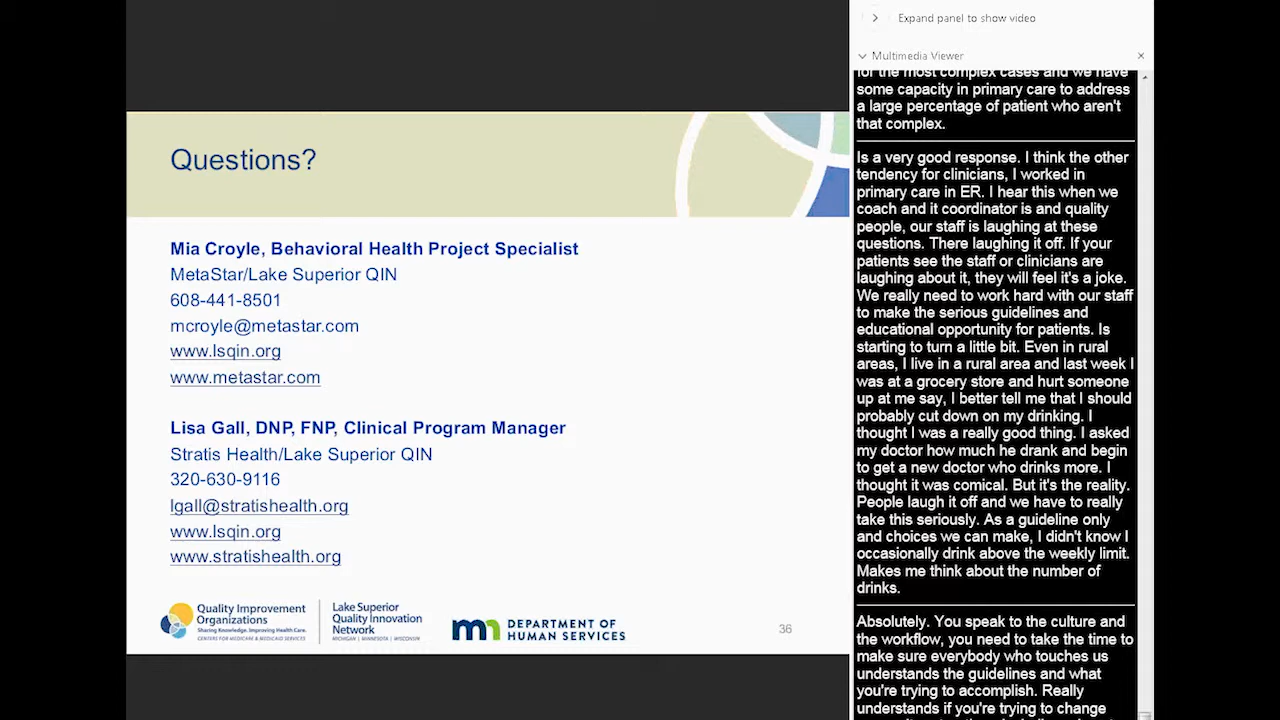 Expand panel to show video
Multimedia Viewer
Questions?
Mia Croyle, Behavioral Health Project Specialist
MetaStar/Lake Superior QIN
608-441-8501
mcroyle@metastar.com
www.lsqin.org
www.metastar.com
Lisa Gall, DNP, FNP, Clinical Program Manager
Stratis Health/Lake Superior QIN
320-630-9116
lgall@stratishealth.org
www.lsqin.org
www.stratishealth.org
Quality Improvement
Organizations
Sharing Knowledge. Improving Health Care.
CENTERS FOR MEDICARE & MEDICAID SERVICES
Lake Superior
Quality Innovation
Network
MICHIGAN | MINNESOTA | WISCONSIN
DEPARTMENT OF
HUMAN SERVICES
36
for the most complex cases and we have
some capacity in primary care to address
a large percentage of patient who aren't
that complex.
Is a very good response. I think the other
tendency for clinicians, I worked in
primary care in ER. I hear this when we
coach and it coordinator is and quality
people, our staff is laughing at these
questions. There laughing it off. If your
patients see the staff or clinicians are
laughing about it, they will feel it's a joke.
We really need to work hard with our staff
to make the serious guidelines and
educational opportunity for patients. Is
starting to turn a little bit. Even in rural
areas, I live in a rural area and last week I
was at a grocery store and hurt someone
up at me say, I better tell me that I should
probably cut down on my drinking. I
thought I was a really good thing. I asked
my doctor how much he drank and begin
to get a new doctor who drinks more. I
thought it was comical. But it's the reality.
People laugh it off and we have to really
take this seriously. As a guideline only
and choices we can make, I didn't know I
occasionally drink above the weekly limit.
Makes me think about the number of
drinks.
Absolutely. You speak to the culture and
the workflow, you need to take the time to
make sure everybody who touches us
understands the guidelines and what
you're trying to accomplish. Really
understands if you're trying to change